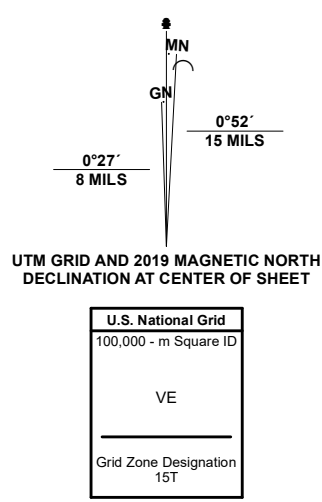 MN
GN
0°52´
15 MILS
0°27´
8 MILS
UTM GRID AND 2019 MAGNETIC NORTH
DECLINATION AT CENTER OF SHEET
U.S. National Grid
100,000 - m Square ID
VE
Grid Zone Designation
15T